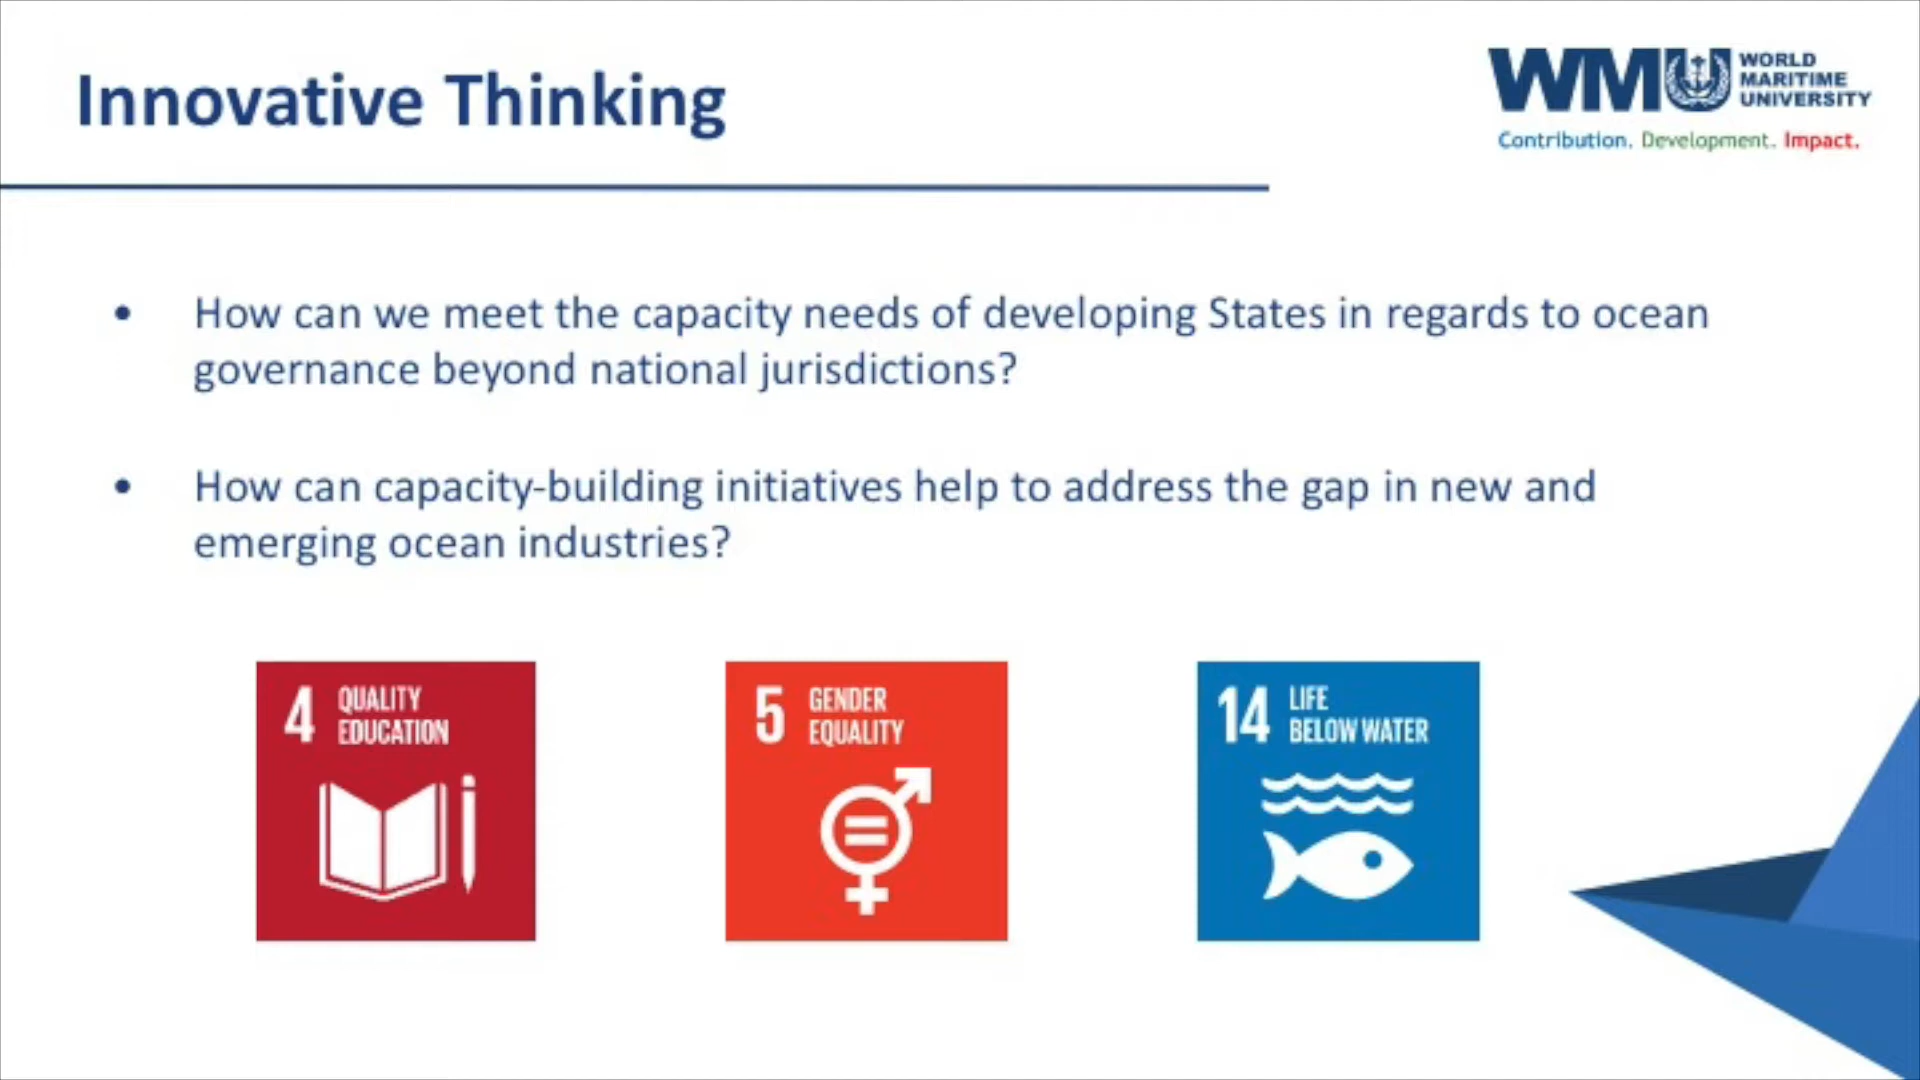 Innovative Thinking
WMU
WORLD
MARITIME
UNIVERSITY
Contribution. Development. Impact.
• How can we meet the capacity needs of developing States in regards to ocean
governance beyond national jurisdictions?
• How can capacity-building initiatives help to address the gap in new and
emerging ocean industries?
4 QUALITY
EDUCATION
5 GENDER
EQUALITY
14 LIFE
BELOW WATER